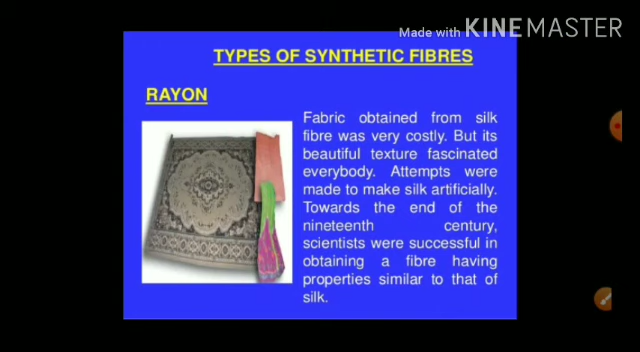 Made with KINEMASTER
TYPES OF SYNTHETIC FIBRES
RAYON
Fabric obtained from silk
fibre was very costly. But its
beautiful texture fascinated
everybody. Attempts were
made to make silk artificially.
Towards the end of the
nineteenth century,
scientists were successful in
obtaining a fibre having
properties similar to that of
silk.